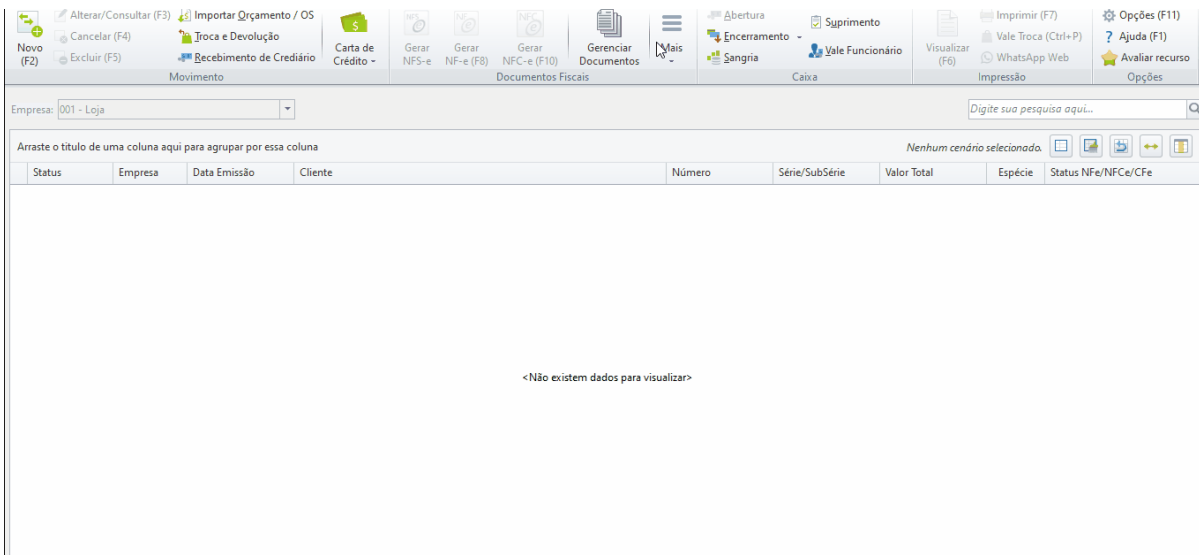 Novo
(F2)
Alterar/Consultar (F3)
Cancelar (F4)
Excluir (F5)
Importar Orçamento / OS
Troca e Devolução
Recebimento de Crediário
Movimento
Carta de
Crédito
NFS
Gerar
NFS-e
NF
Gerar
NF-e (F8)
NFC
Gerar
NFC-e (F10)
Gerenciar
Documentos
Mais
Documentos Fiscais
Abertura
Encerramento
Sangria
Suprimento
Vale Funcionário
Caixa
Visualizar
(F6)
Imprimir (F7)
Vale Troca (Ctrl+P)
WhatsApp Web
Impressão
Opções (F11)
? Ajuda (F1)
Avaliar recurso
Opções
Empresa: 001 - Loja
Digite sua pesquisa aqui...
Arraste o titulo de uma coluna aqui para agrupar por essa coluna
Nenhum cenário selecionado.
Status Empresa Data Emissão Cliente Número Série/SubSérie Valor Total Espécie Status NFe/NFCe/CFe
<Não existem dados para visualizar>